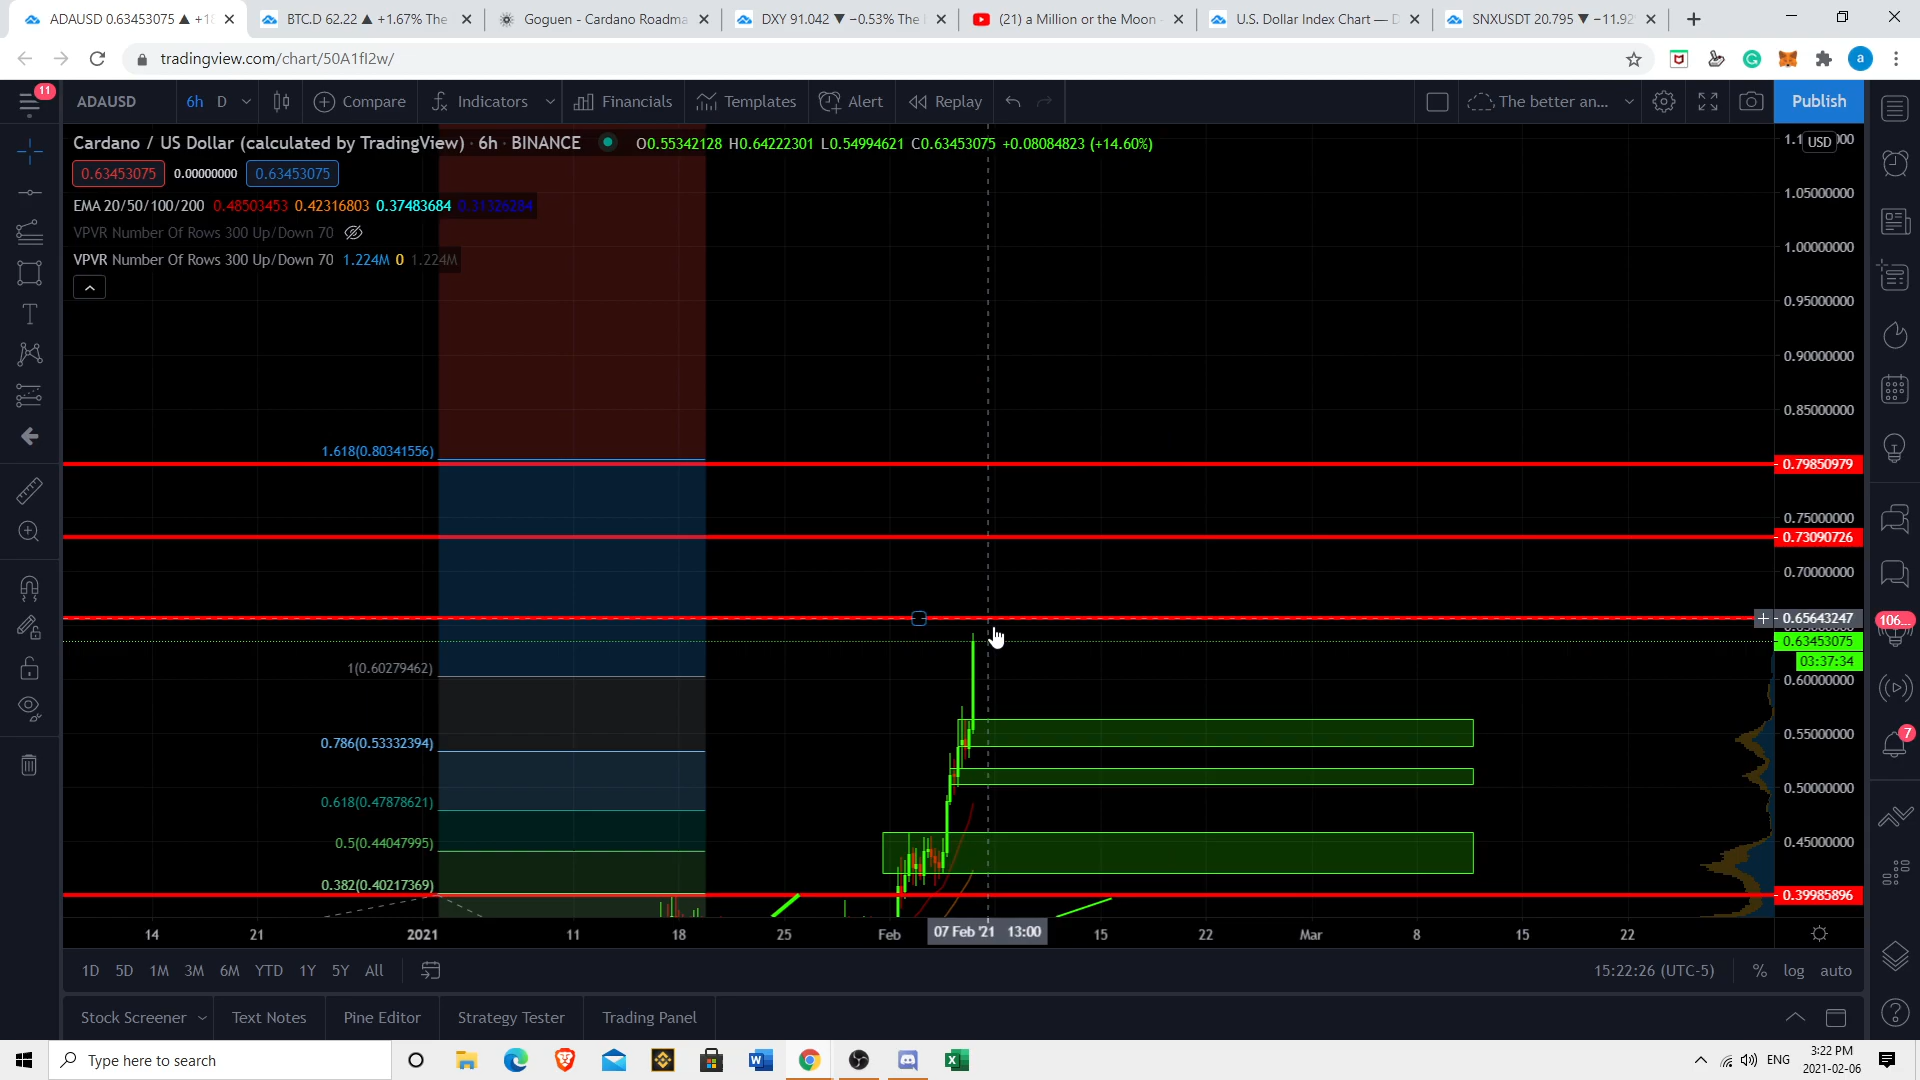 ADAUSD 0.63453075 ▲ +18
BTC.D 62.22 ▲ +1.67% The
Goguen - Cardano Roadma
DXY 91.042 ▼ −0.53% The
(21) a Million or the Moon -
U.S. Dollar Index Chart — D
SNXUSDT 20.795 ▼ −11.92
tradingview.com/chart/50A1fI2w/
a
11
ADAUSD
6h D
Compare
Indicators
Financials
Templates
Alert
Replay
The better an...
Publish
Cardano / US Dollar (calculated by TradingView) · 6h · BINANCE
O0.55342128 H0.64222301 L0.54994621 C0.63453075 +0.08084823 (+14.60%)
USD
0.63453075 0.00000000 0.63453075
EMA 20/50/100/200 0.48503453 0.42316803 0.37483684 0.31326284
VPVR Number Of Rows 300 Up/Down 70
VPVR Number Of Rows 300 Up/Down 70 1.224M 0 1.224M
1.05000000
1.00000000
0.95000000
0.90000000
0.85000000
1.618(0.80341556)
0.79850979
0.75000000
0.73090726
0.70000000
0.65643247
106...
0.63453075
03:37:34
1(0.60279462)
0.60000000
0.55000000
0.786(0.53332394)
7
0.50000000
0.618(0.47878621)
0.5(0.44047995)
0.45000000
0.382(0.40217369)
0.39985896
14 21 2021 11 18 25 Feb 07 Feb '21 13:00 15 22 Mar 8 15 22
1D 5D 1M 3M 6M YTD 1Y 5Y All
15:22:26 (UTC-5) % log auto
Stock Screener
Text Notes
Pine Editor
Strategy Tester
Trading Panel
Type here to search
ENG
3:22 PM
2021-02-06